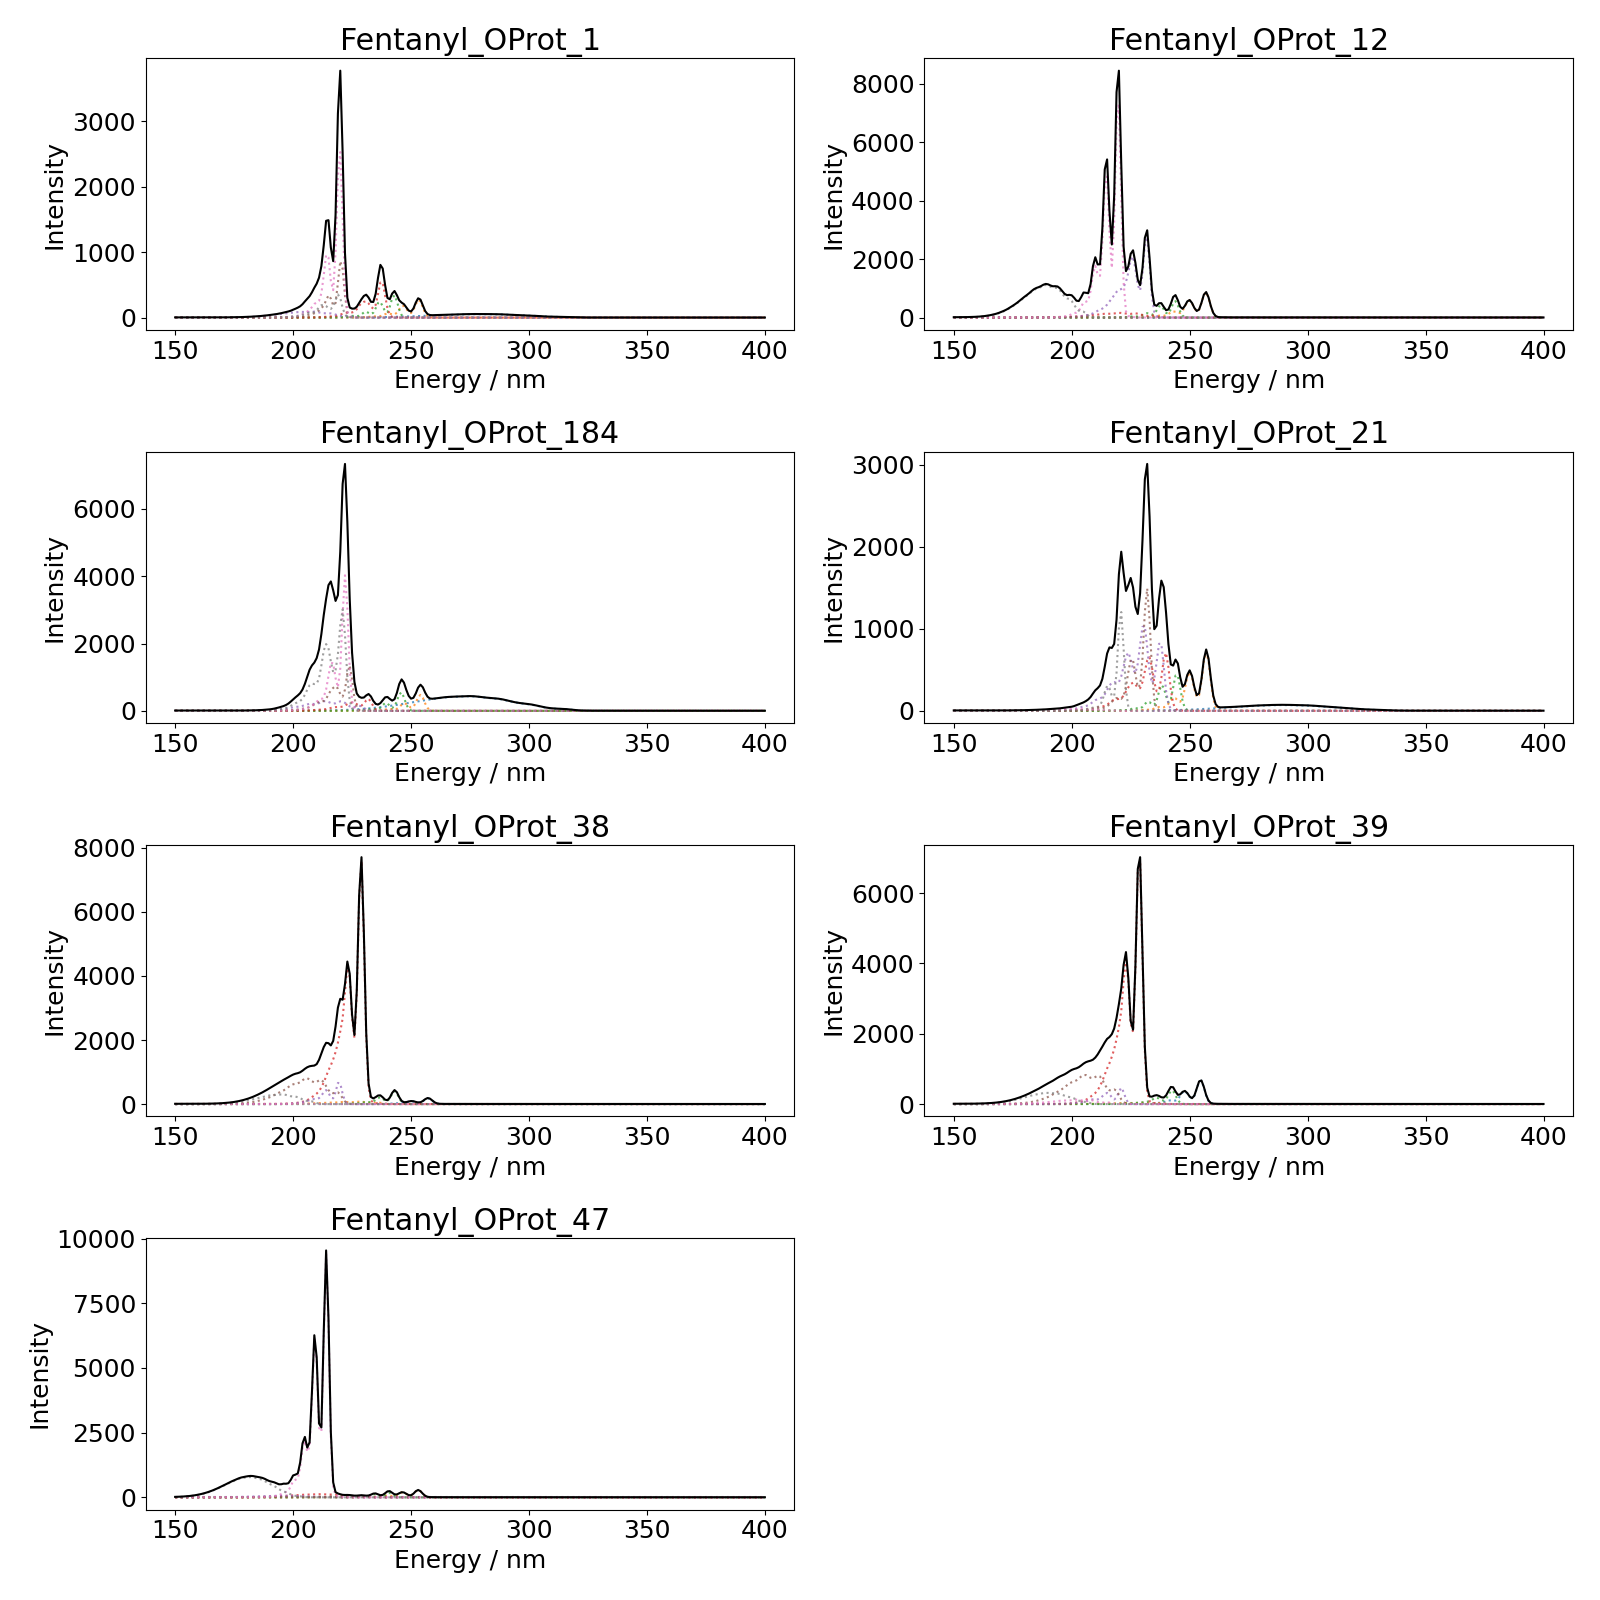 Fentanyl_OProt_1
Intensity
3000
2000
1000
0
150 200 250 300 350 400
Energy / nm
Fentanyl_OProt_12
Intensity
8000
6000
4000
2000
0
150 200 250 300 350 400
Energy / nm
Fentanyl_OProt_184
Intensity
6000
4000
2000
0
150 200 250 300 350 400
Energy / nm
Fentanyl_OProt_21
Intensity
3000
2000
1000
0
150 200 250 300 350 400
Energy / nm
Fentanyl_OProt_38
Intensity
8000
6000
4000
2000
0
150 200 250 300 350 400
Energy / nm
Fentanyl_OProt_39
Intensity
6000
4000
2000
0
150 200 250 300 350 400
Energy / nm
Fentanyl_OProt_47
Intensity
10000
7500
5000
2500
0
150 200 250 300 350 400
Energy / nm